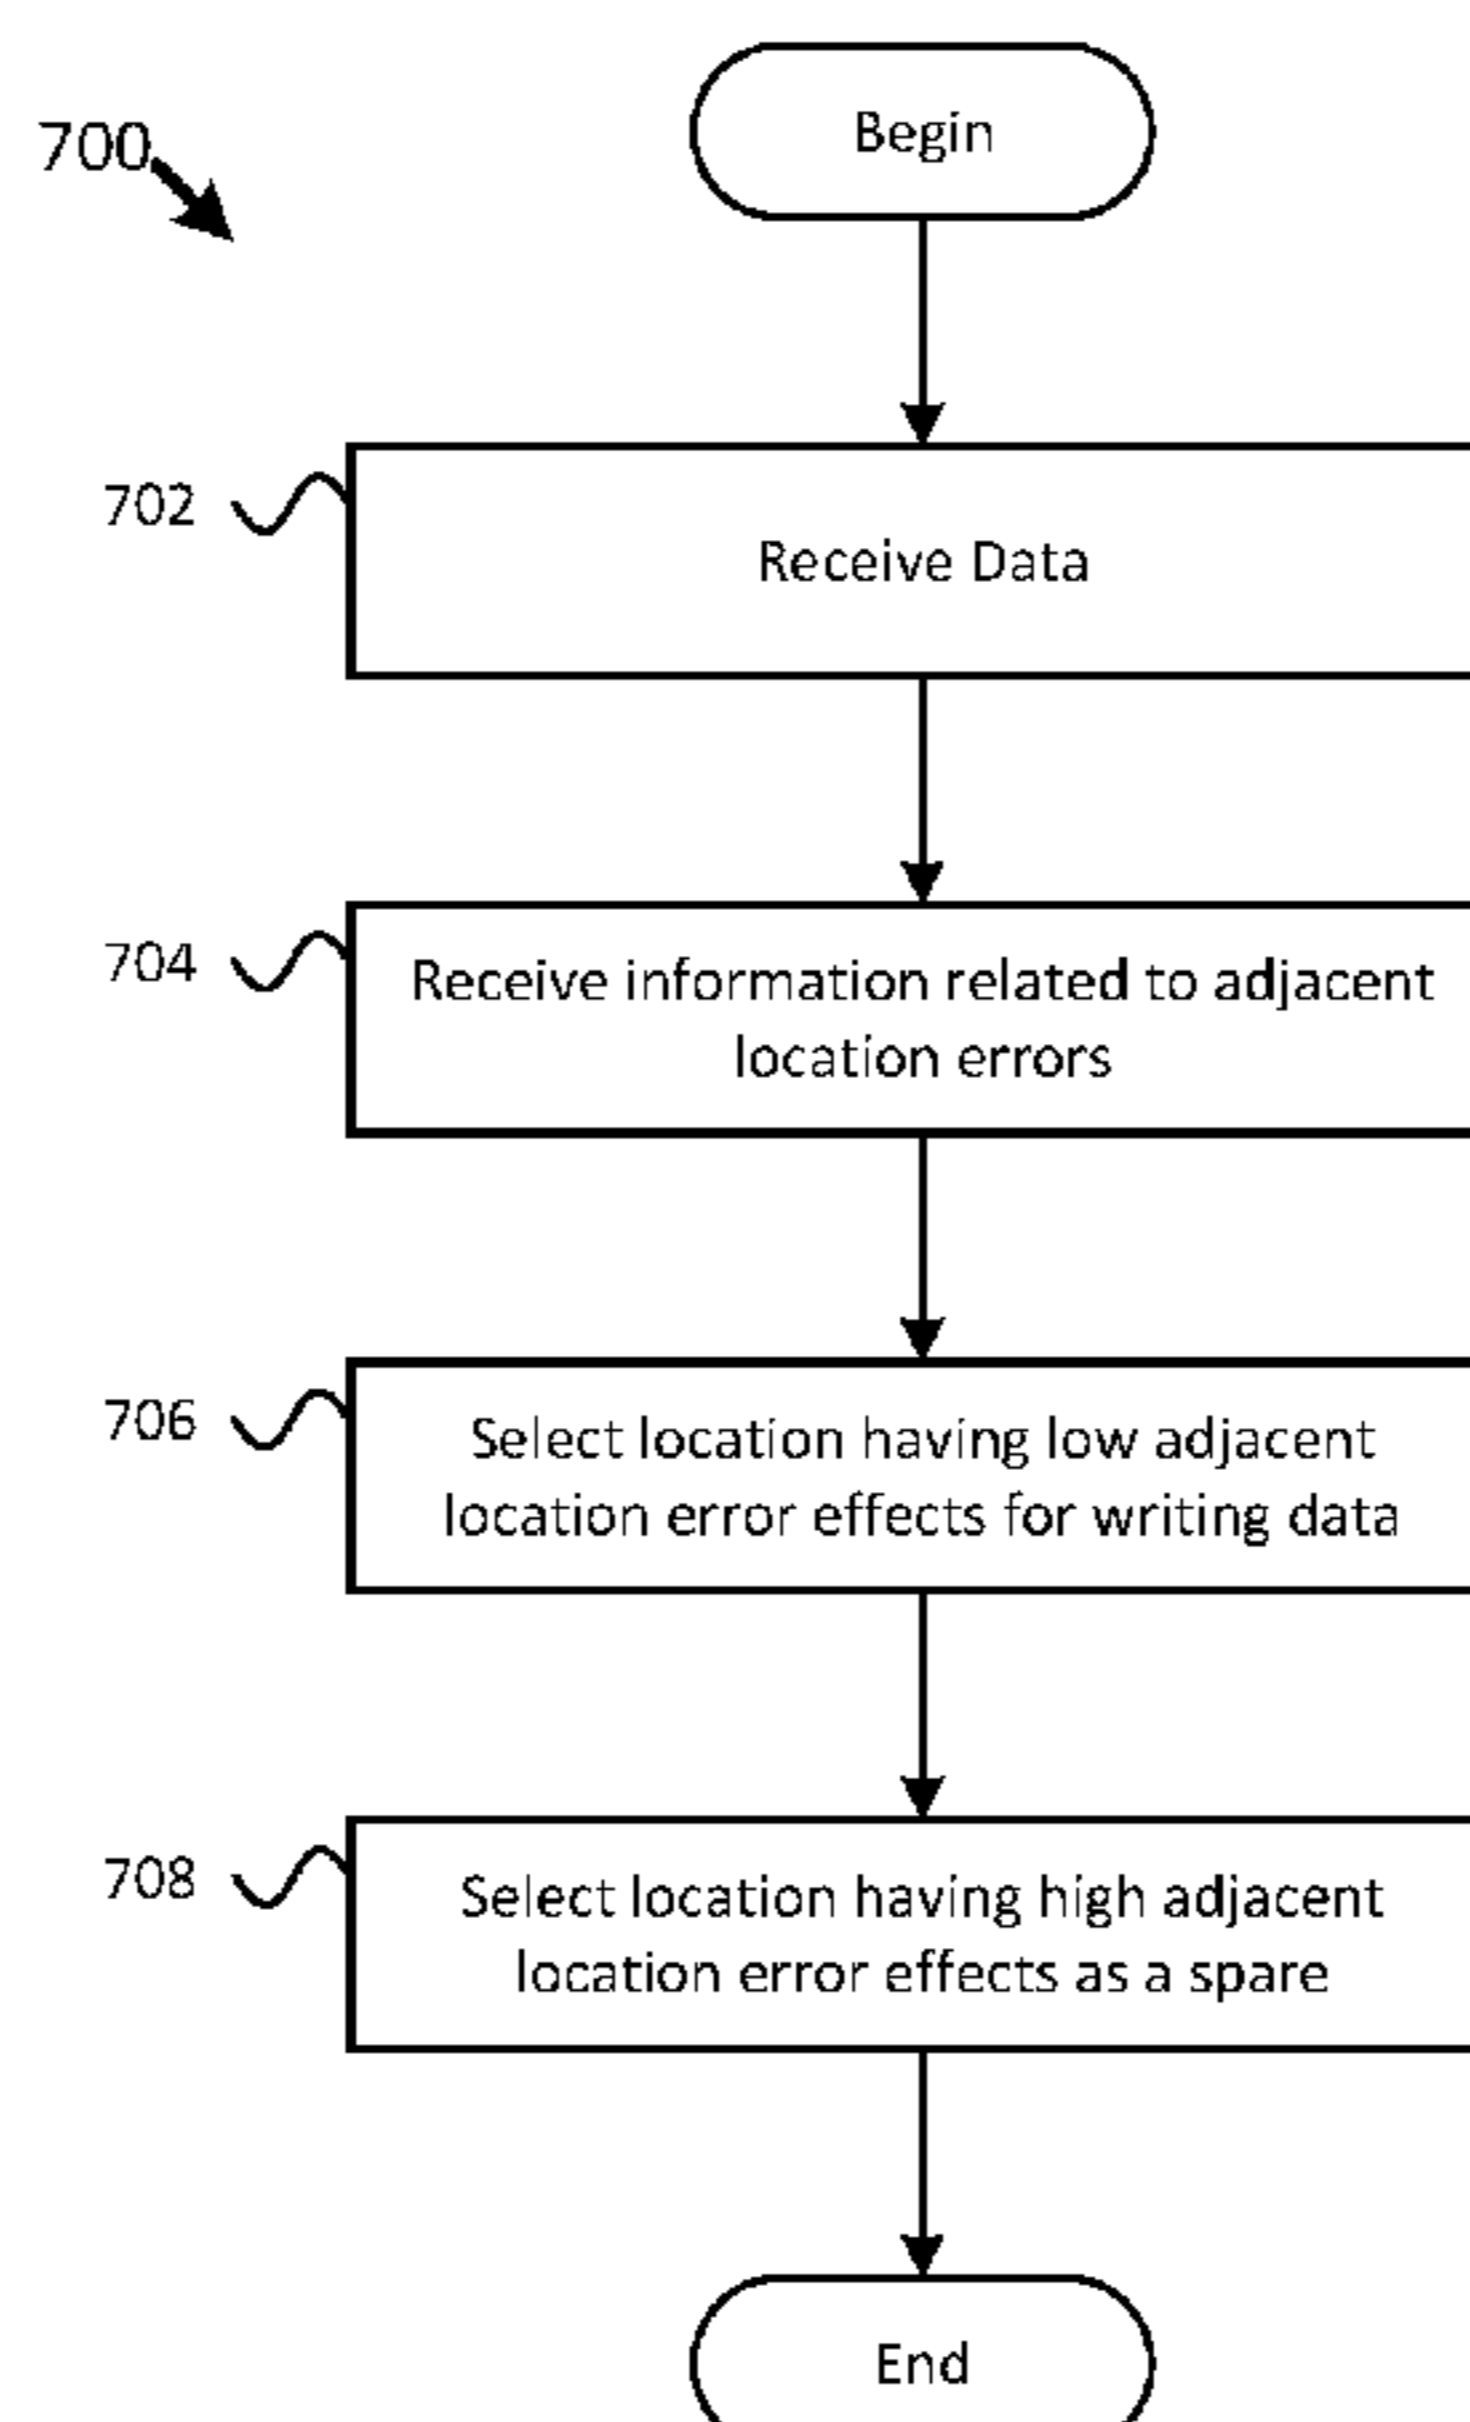 Begin
700
702
Receive Data
704
Receive information related to adjacent
location errors
706
Select location having low adjacent
location error effects for writing data
708
Select location having high adjacent
location error effects as a spare
End